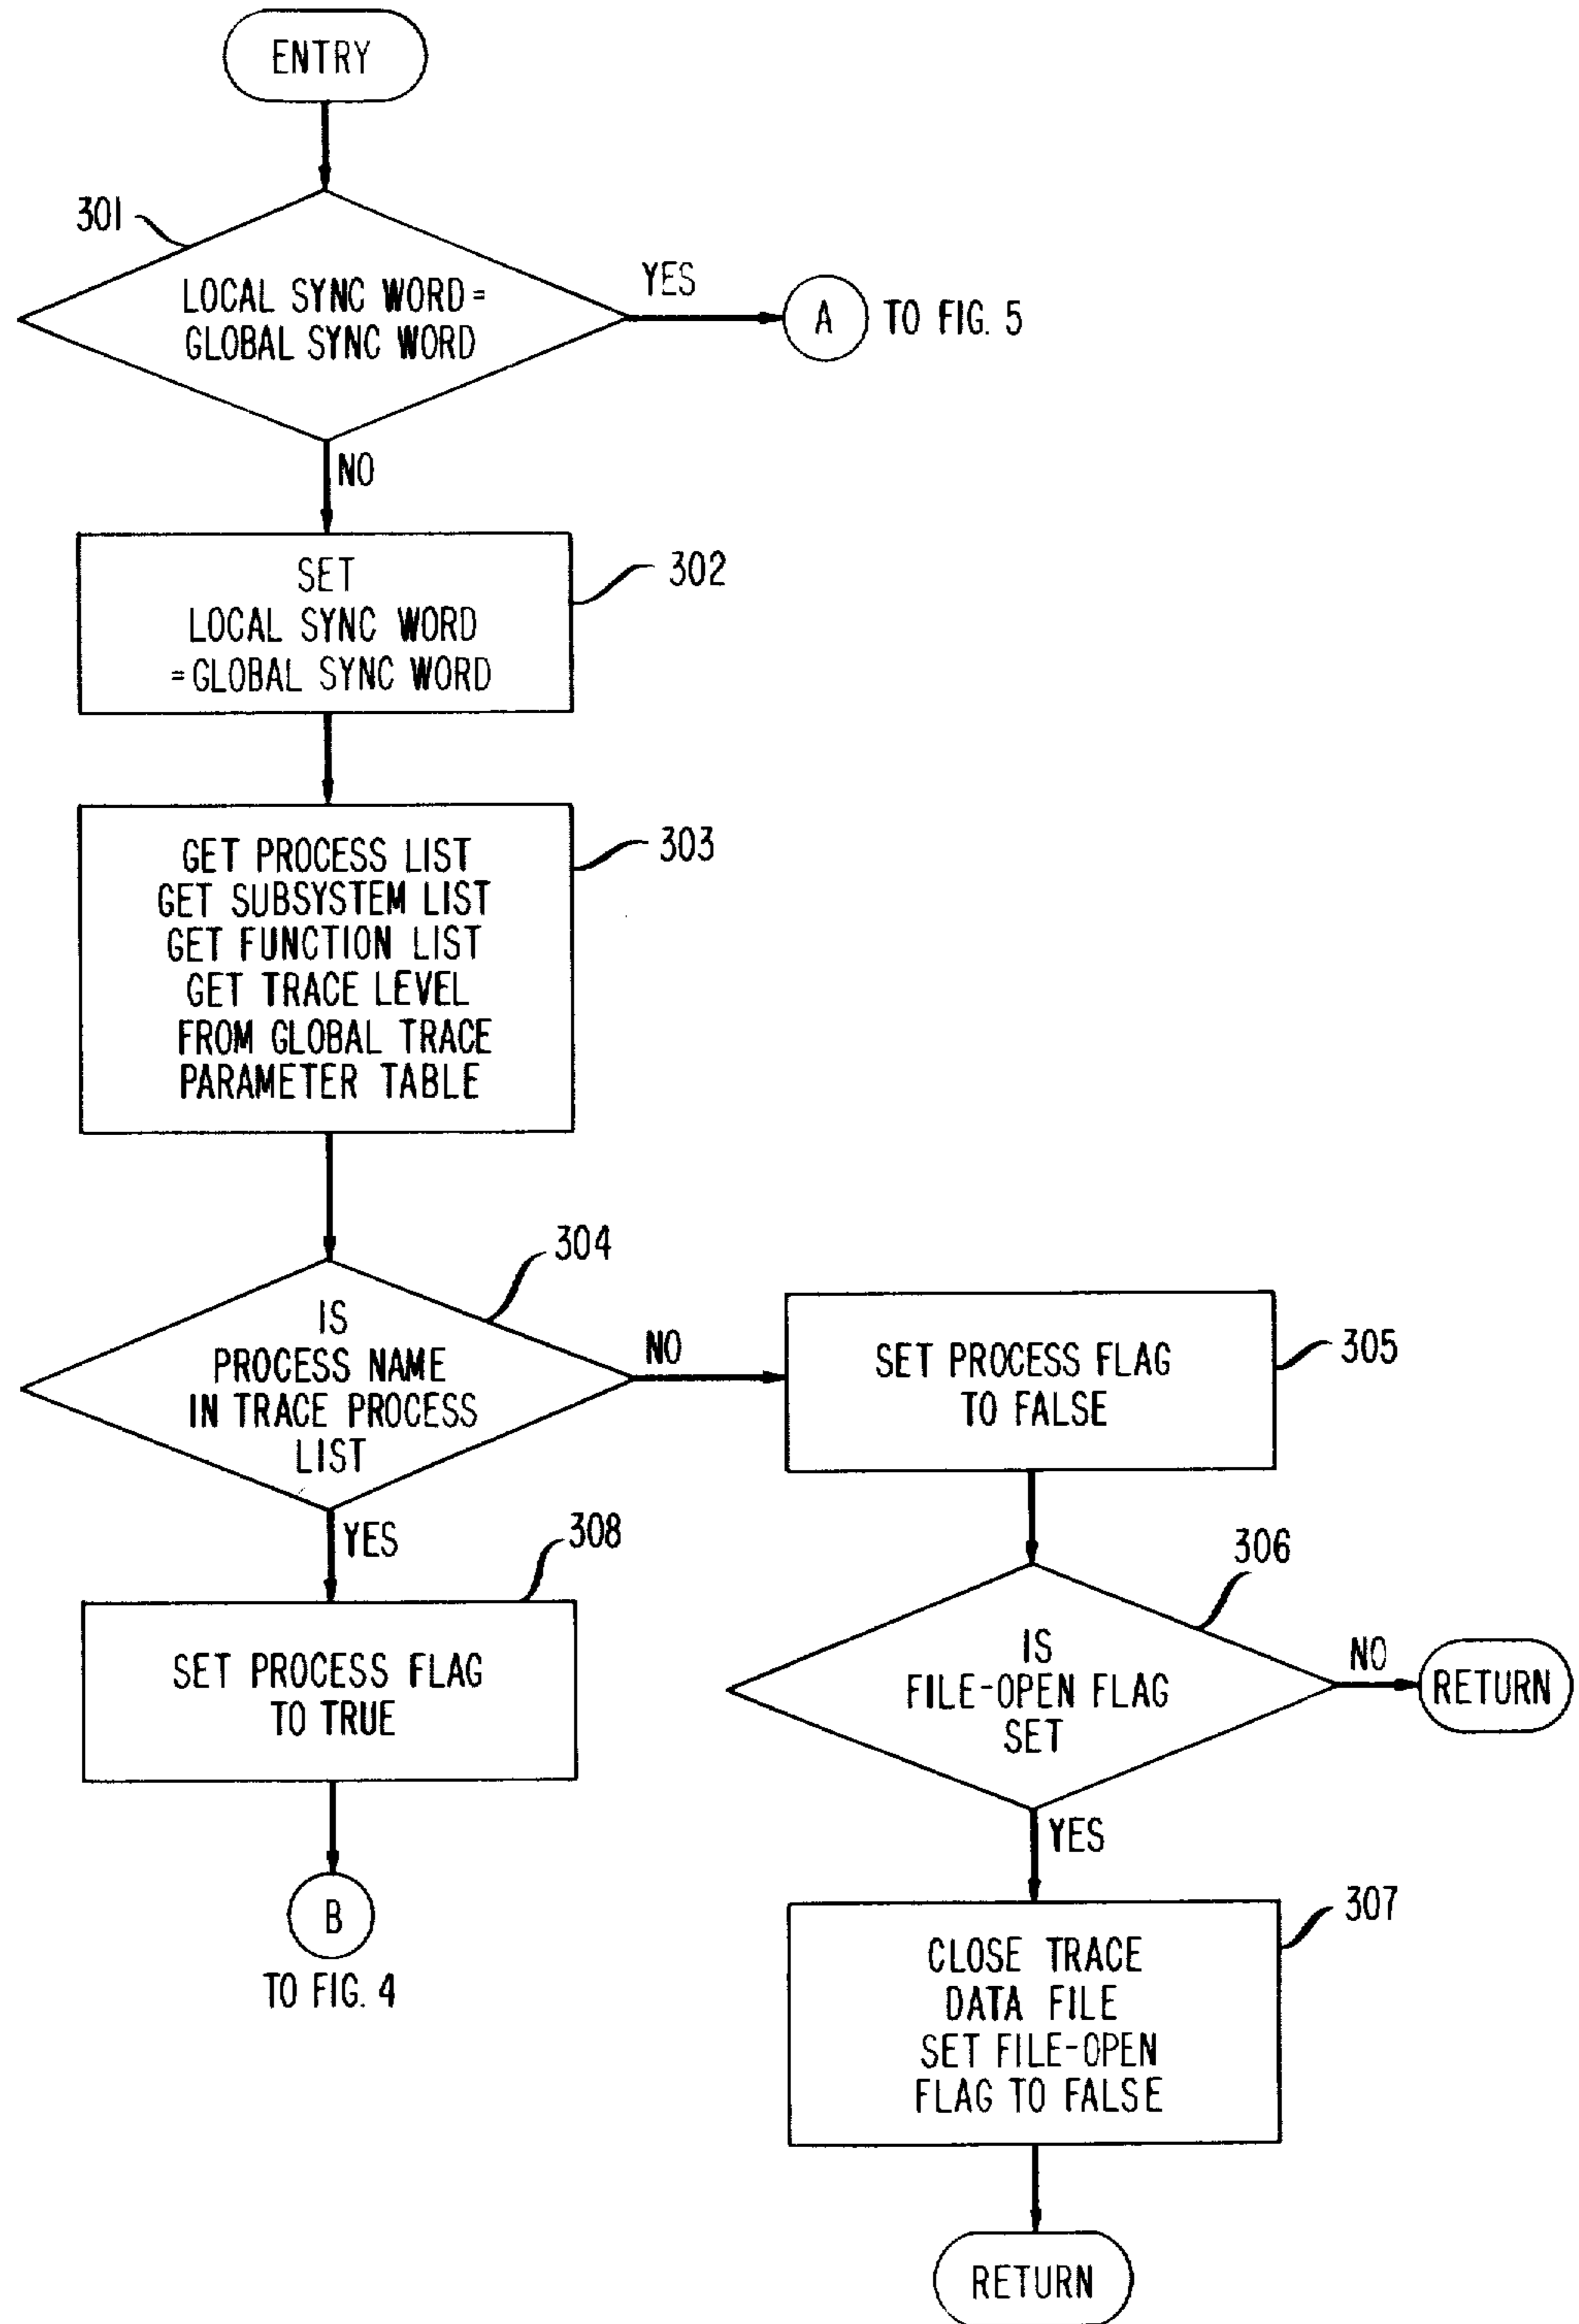 ENTRY
301
LOCAL SYNC WORD=
GLOBAL SYNC WORD
YES
A
TO FIG. 5
NO
SET
LOCAL SYNC WORD
=GLOBAL SYNC WORD
302
GET PROCESS LIST
GET SUBSYSTEM LIST
GET FUNCTION LIST
GET TRACE LEVEL
FROM GLOBAL TRACE
PARAMETER TABLE
303
304
IS
PROCESS NAME
IN TRACE PROCESS
LIST
NO
SET PROCESS FLAG
TO FALSE
305
YES
308
SET PROCESS FLAG
TO TRUE
B
TO FIG. 4
306
IS
FILE-OPEN FLAG
SET
NO
RETURN
YES
307
CLOSE TRACE
DATA FILE
SET FILE-OPEN
FLAG TO FALSE
RETURN